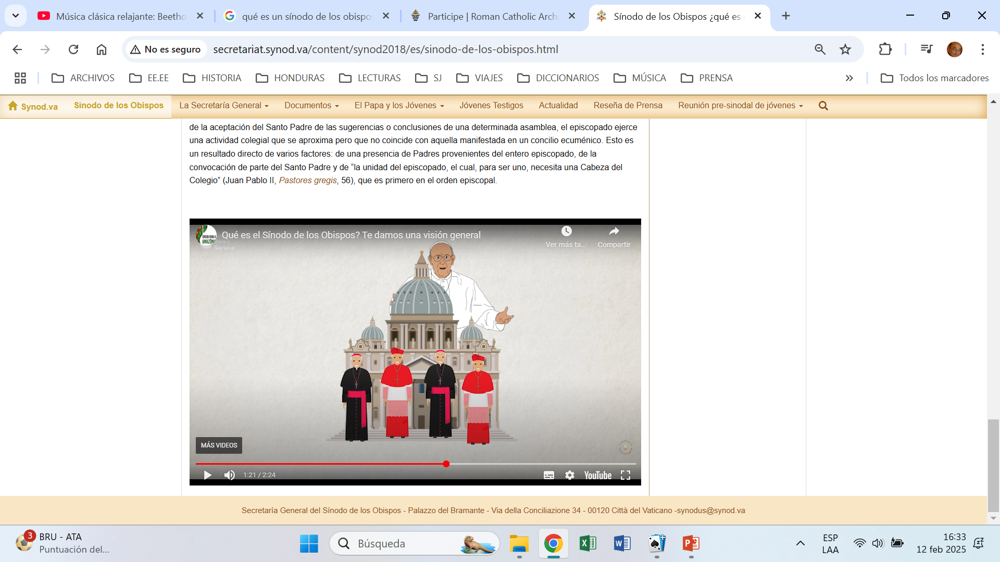 Música clásica relajante: Beetho
qué es un sínodo de los obispo
Participe | Roman Catholic Arch
Sínodo de los Obispos ¿qué es
No es seguro
secretariat.synod.va/content/synod2018/es/sinodo-de-los-obispos.html
ARCHIVOS
EE.EE
HISTORIA
HONDURAS
LECTURAS
SJ
VIAJES
DICCIONARIOS
MÚSICA
PRENSA
Todos los marcadores
Synod.va
Sinodo de los Obispos
La Secretaría General
Documentos
El Papa y los Jóvenes
Jóvenes Testigos
Actualidad
Reseña de Prensa
Reunión pre-sinodal de jóvenes
de la aceptación del Santo Padre de las sugerencias o conclusiones de una determinada asamblea, el episcopado ejerce
una actividad colegial que se aproxima pero que no coincide con aquella manifestada en un concilio ecuménico. Esto es
un resultado directo de varios factores: de una presencia de Padres provenientes del entero episcopado, de la
convocación de parte del Santo Padre y de “la unidad del episcopado, el cual, para ser uno, necesita una Cabeza del
Colegio” (Juan Pablo II, Pastores gregis, 56), que es primero en el orden episcopal.
SÍNODO PARA A
AMAZÔN
Qué es el Sínodo de los Obispos? Te damos una visión general
News
Service
Ver más ta...
Compartir
MÁS VIDEOS
1:21 / 2:24
YouTube
Secretaría General del Sínodo de los Obispos - Palazzo del Bramante - Via della Conciliazione 34 - 00120 Città del Vaticano -synodus@synod.va
3
BRU - ATA
Puntuación del...
Búsqueda
ESP
LAA
16:33
12 feb 2025